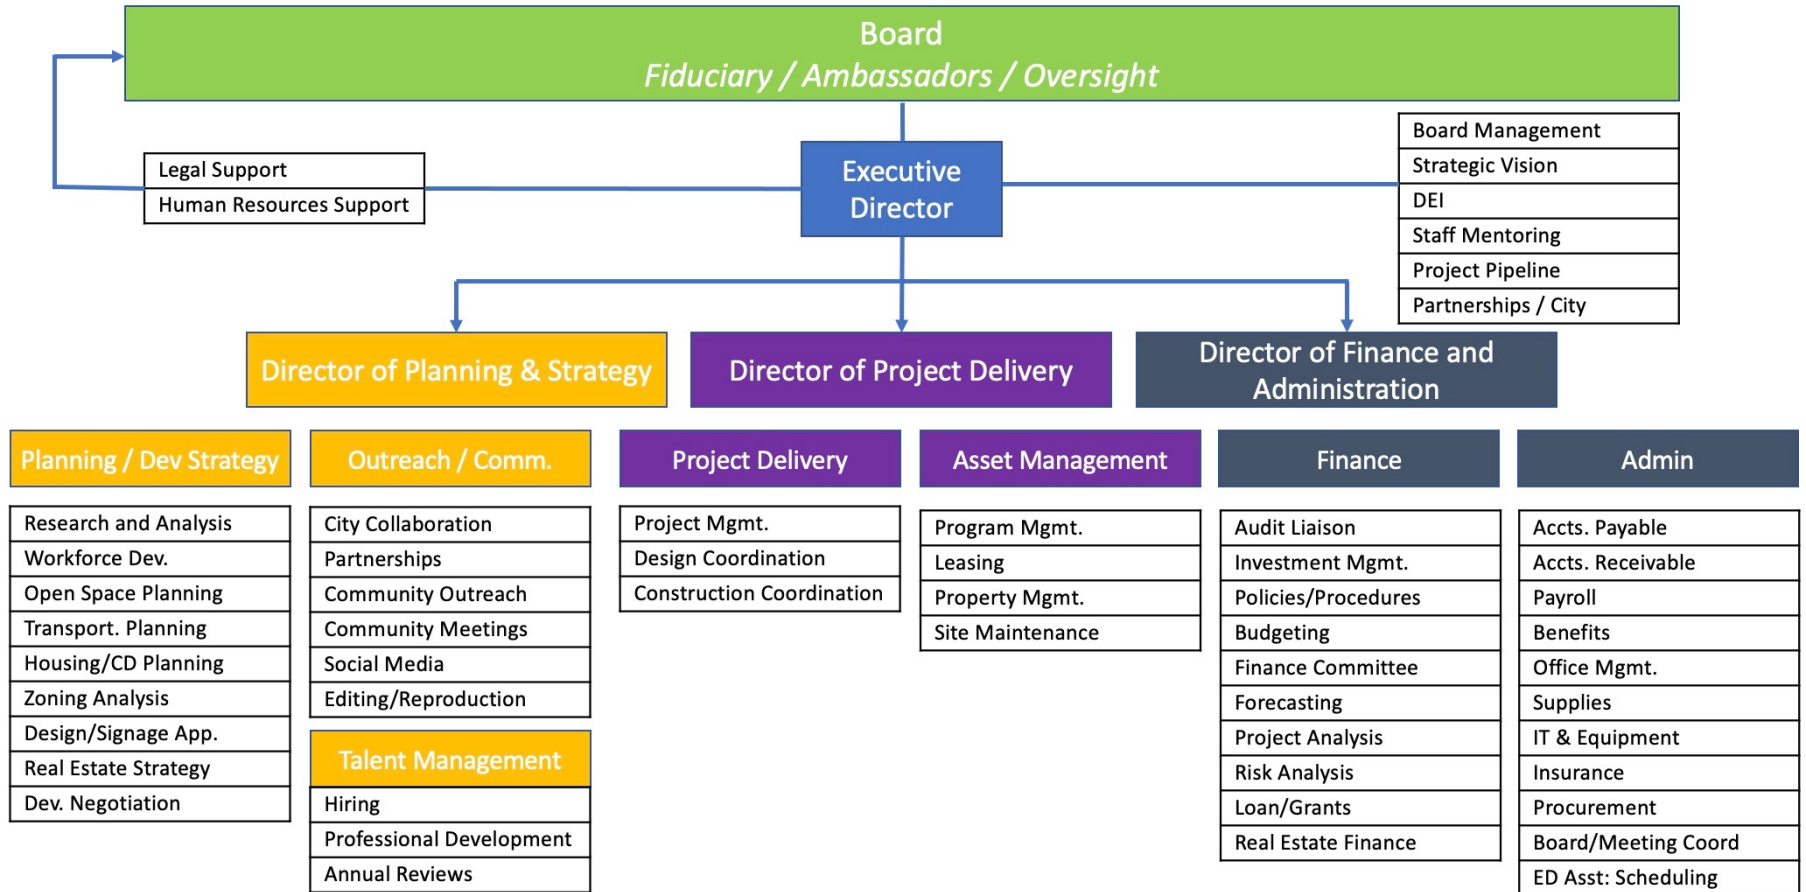 Board
Fiduciary / Ambassadors / Oversight
Legal Support
Human Resources Support
Executive
Director
Board Management
Strategic Vision
DEI
Staff Mentoring
Project Pipeline
Partnerships / City
Director of Planning & Strategy
Director of Project Delivery
Director of Finance and
Administration
Planning / Dev Strategy
Research and Analysis
Workforce Dev.
Open Space Planning
Transport. Planning
Housing/CD Planning
Zoning Analysis
Design/Signage App.
Real Estate Strategy
Dev. Negotiation
Outreach / Comm.
City Collaboration
Partnerships
Community Outreach
Community Meetings
Social Media
Editing/Reproduction
Talent Management
Hiring
Professional Development
Annual Reviews
Project Delivery
Project Mgmt.
Design Coordination
Construction Coordination
Asset Management
Program Mgmt.
Leasing
Property Mgmt.
Site Maintenance
Finance
Audit Liaison
Investment Mgmt.
Policies/Procedures
Budgeting
Finance Committee
Forecasting
Project Analysis
Risk Analysis
Loan/Grants
Real Estate Finance
Admin
Accts. Payable
Accts. Receivable
Payroll
Benefits
Office Mgmt.
Supplies
IT & Equipment
Insurance
Procurement
Board/Meeting Coord
ED Asst: Scheduling